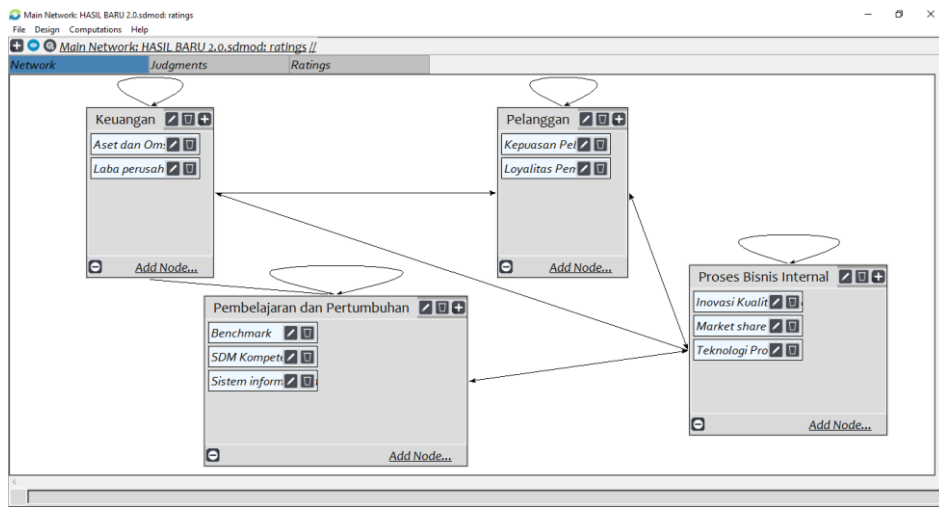 Main Network: HASIL BARU 2.0.sdmod: ratings
File Design Computations Help
Main Network: HASIL BARU 2.0.sdmod: ratings //
Network Judgments Ratings
Keuangan
Aset dan Om
Laba perusah
Add Node...
Pelanggan
Kepuasan Pel
Loyalitas Pen
Add Node...
Pembelajaran dan Pertumbuhan
Benchmark
SDM Kompete
Sistem inform
Add Node...
Proses Bisnis Internal
Inovasi Kualit
Market share
Teknologi Pro
Add Node...